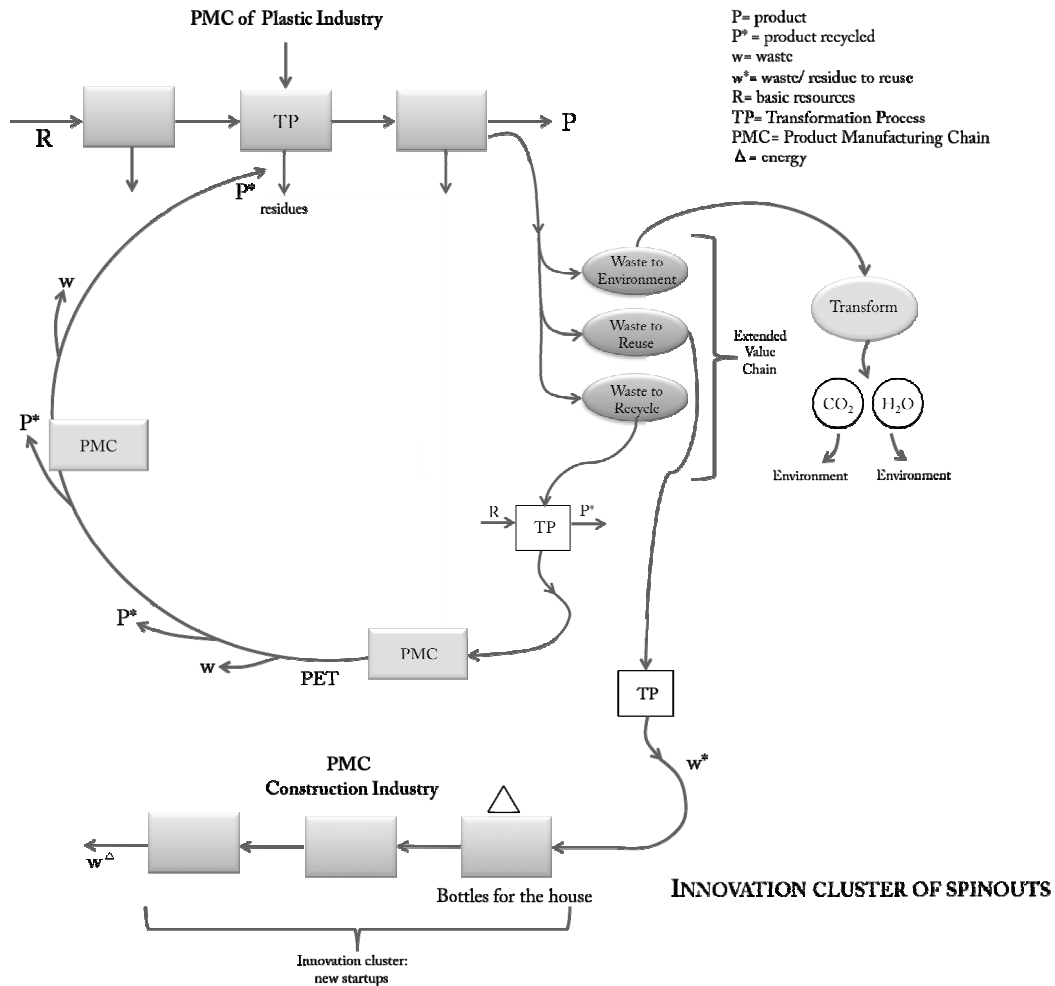 PMC of Plastic Industry
P= product
P* = product recycled
w= waste
w*= waste/ residue to reuse
R= basic resources
TP= Transformation Process
PMC= Product Manufacturing Chain
Δ= energy
R
TP
P
P*
residues
w
Waste to
Environment
Waste to
Reuse
Waste to
Recycle
Extended
Value
Chain
Transform
CO₂
H₂O
Environment
Environment
P*
PMC
R
TP
P*
P*
w
PET
PMC
TP
w*
PMC
Construction Industry
w^Δ
Bottles for the house
INNOVATION CLUSTER OF SPINOUTS
Innovation cluster:
new startups